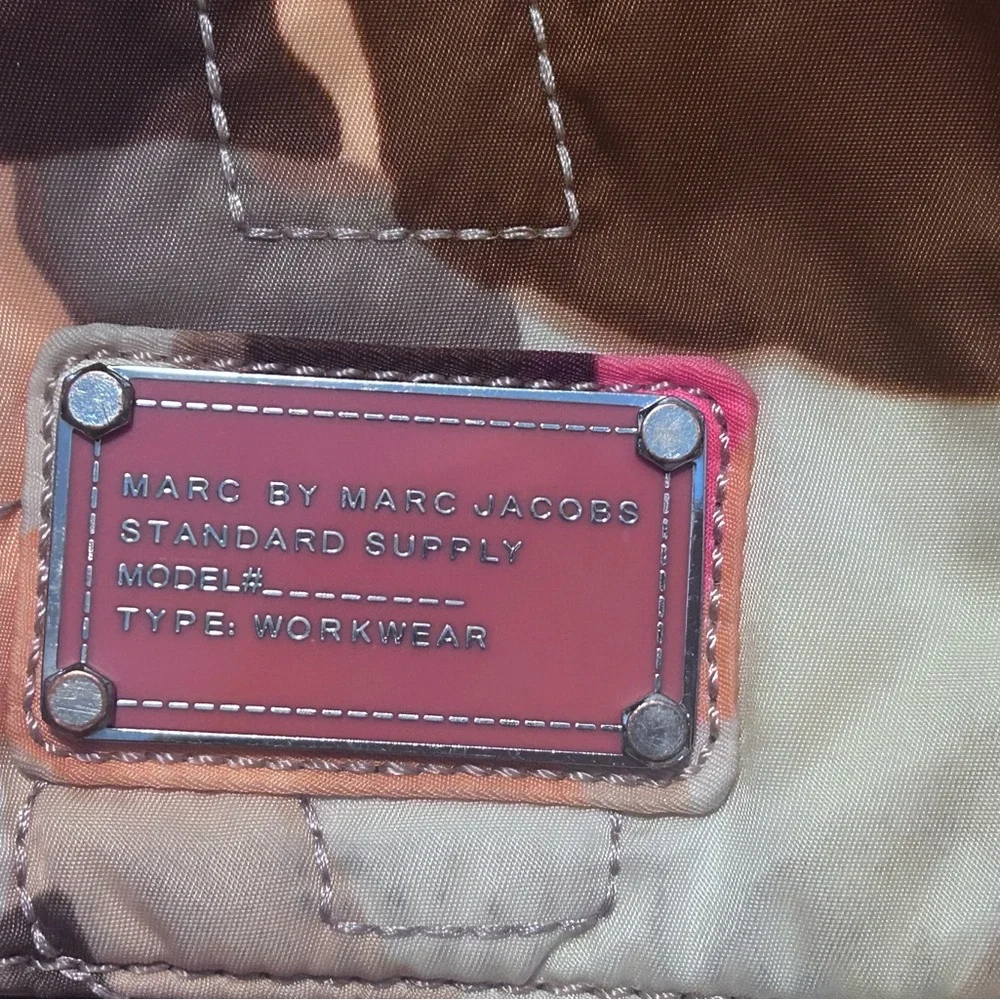 MARC BY MARC JACOBS
STANDARD SUPPLY
MODEL#________
TYPE: WORKWEAR